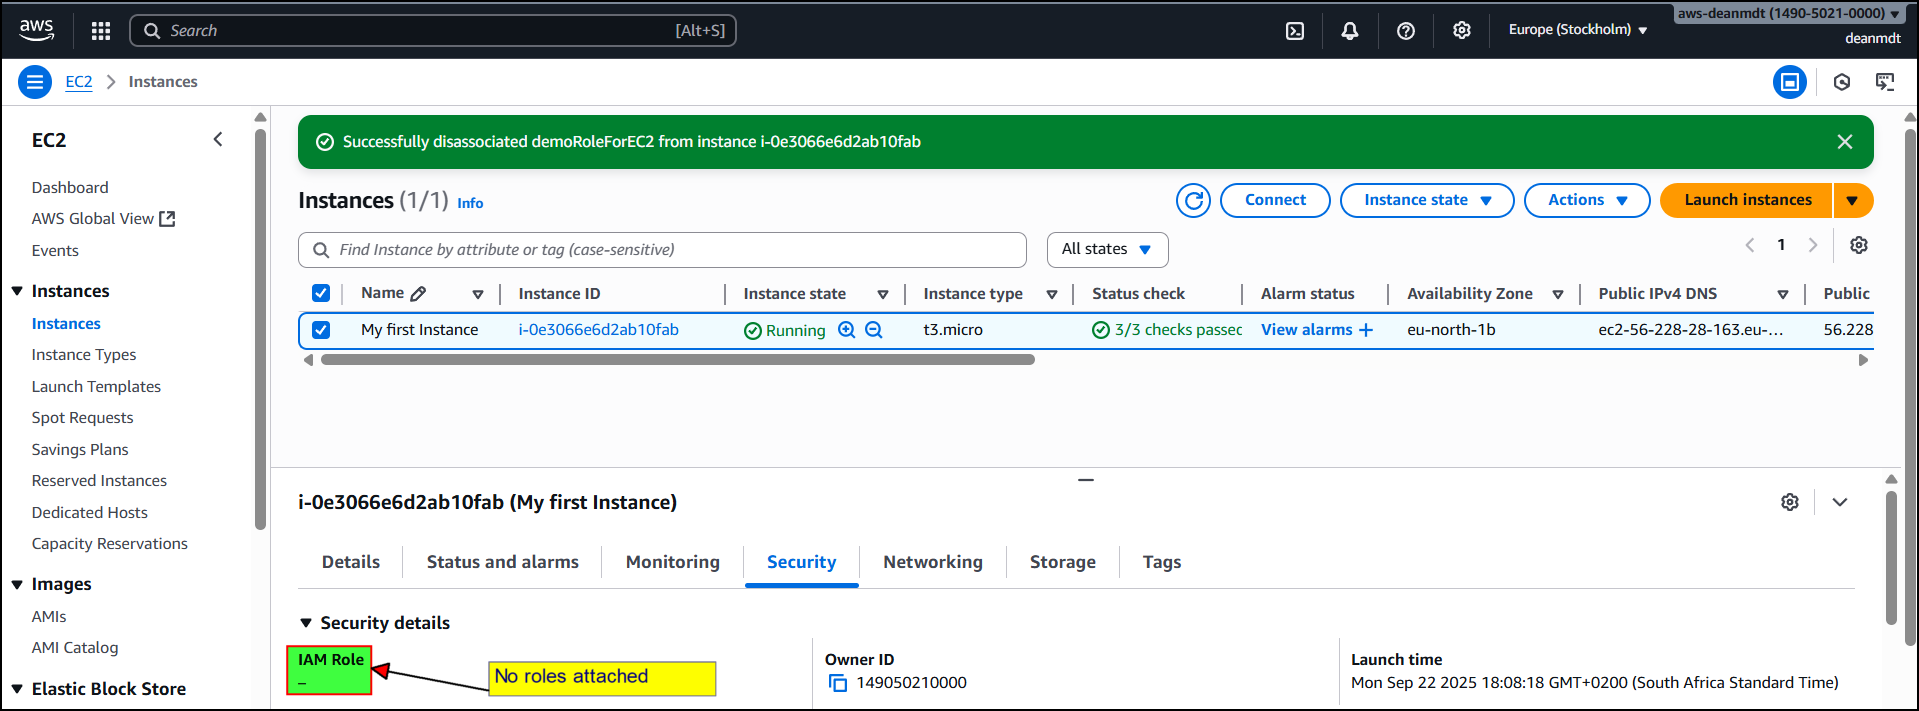 aws
Search [Alt+S]
Europe (Stockholm)
aws-deanmdt (1490-5021-0000)
deanmdt
EC2 Instances
EC2
Dashboard
AWS Global View
Events
Instances
Instances
Instance Types
Launch Templates
Spot Requests
Savings Plans
Reserved Instances
Dedicated Hosts
Capacity Reservations
Images
AMIs
AMI Catalog
Elastic Block Store
Successfully disassociated demoRoleForEC2 from instance i-0e3066e6d2ab10fab
Instances (1/1) Info
Connect Instance state Actions Launch instances
Find Instance by attribute or tag (case-sensitive) All states 1
Name Instance ID Instance state Instance type Status check Alarm status Availability Zone Public IPv4 DNS Public
My first Instance i-0e3066e6d2ab10fab Running t3.micro 3/3 checks passec View alarms + eu-north-1b ec2-56-228-28-163.eu-... 56.228
i-0e3066e6d2ab10fab (My first Instance)
Details Status and alarms Monitoring Security Networking Storage Tags
Security details
IAM Role
–
No roles attached
Owner ID
149050210000
Launch time
Mon Sep 22 2025 18:08:18 GMT+0200 (South Africa Standard Time)